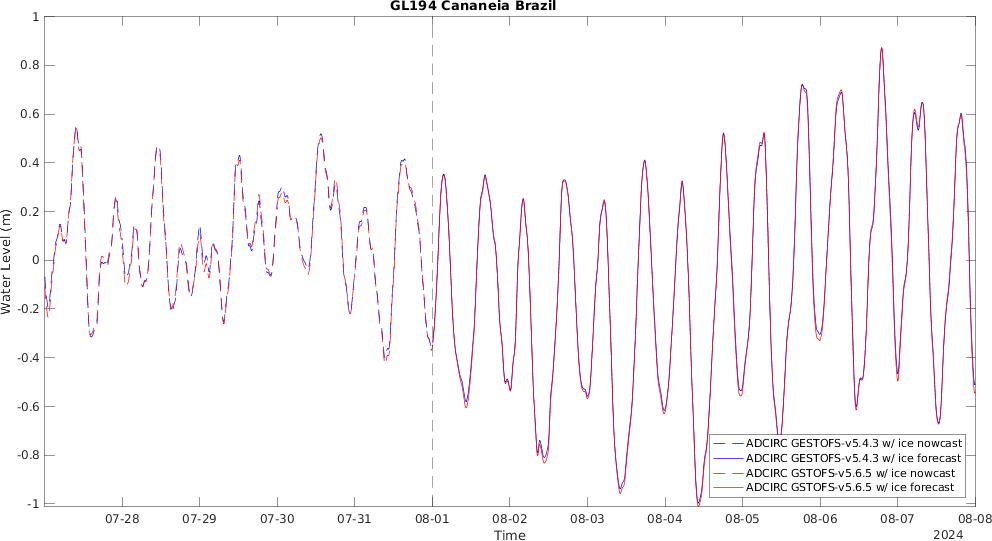 GL194 Cananeia Brazil
1
0.8
0.6
0.4
0.2
0
-0.2
-0.4
-0.6
-0.8
-1
Water Level (m)
ADCIRC GESTOFS-v5.4.3 w/ ice nowcast
ADCIRC GESTOFS-v5.4.3 w/ ice forecast
ADCIRC GSTOFS-v5.6.5 w/ ice nowcast
ADCIRC GSTOFS-v5.6.5 w/ ice forecast
07-28 07-29 07-30 07-31 08-01 08-02 08-03 08-04 08-05 08-06 08-07 08-08
Time
2024